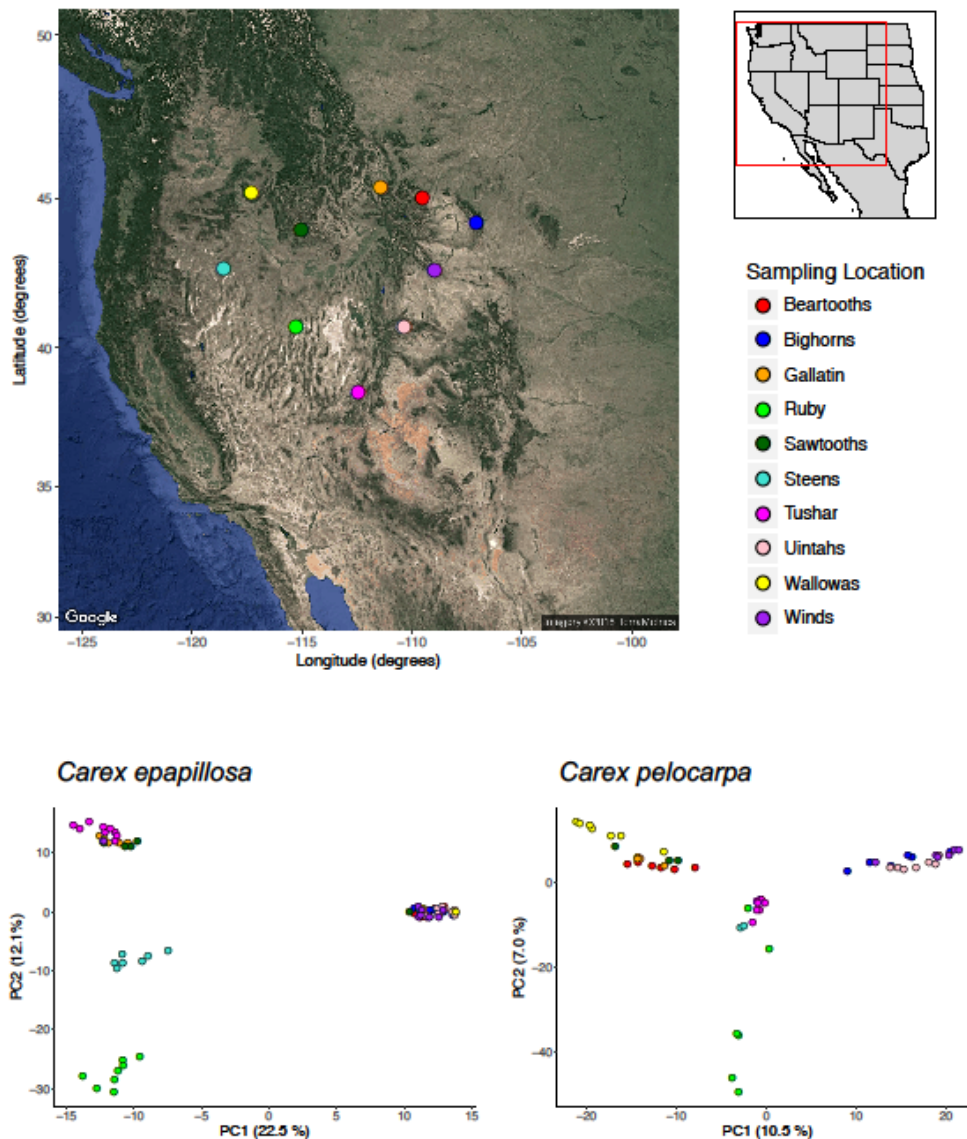 50
45
40
35
30
Latitude (degrees)
Google
−125
−120
−115
−110
−105
−100
Longitude (degrees)
Sampling Location
Beartooths
Bighorns
Gallatin
Ruby
Sawtooths
Steens
Tushar
Uintahs
Wallowas
Winds
Carex epapillosa
10
0
−10
−20
−30
PC2 (12.1%)
−15
−10
−5
0
5
10
15
PC1 (22.5 %)
Carex pelocarpa
0
−20
−40
PC2 (7.0 %)
−20
−10
0
10
20
PC1 (10.5 %)